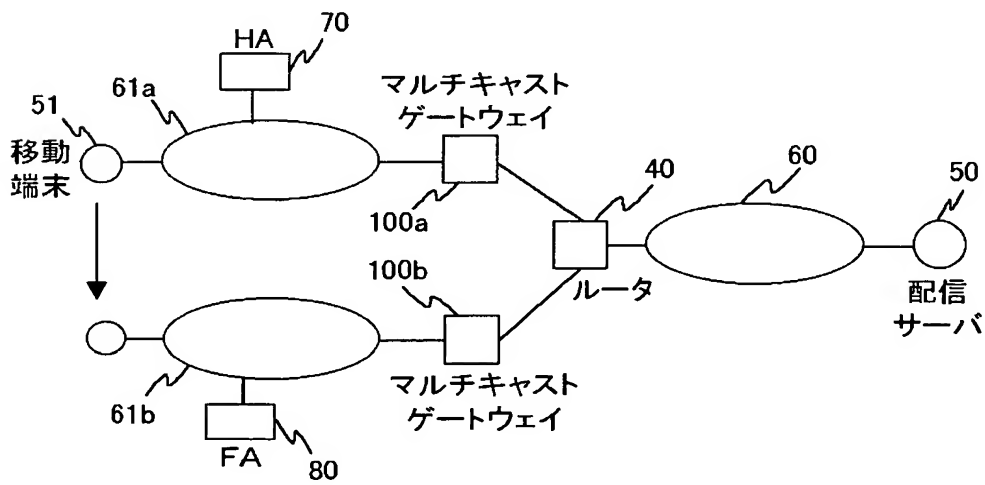 HA
70
マルチキャスト
ゲートウェイ
61a
51
移動
端末
100a
40
60
50
ルータ
配信
サーバ
100b
マルチキャスト
ゲートウェイ
61b
FA
80